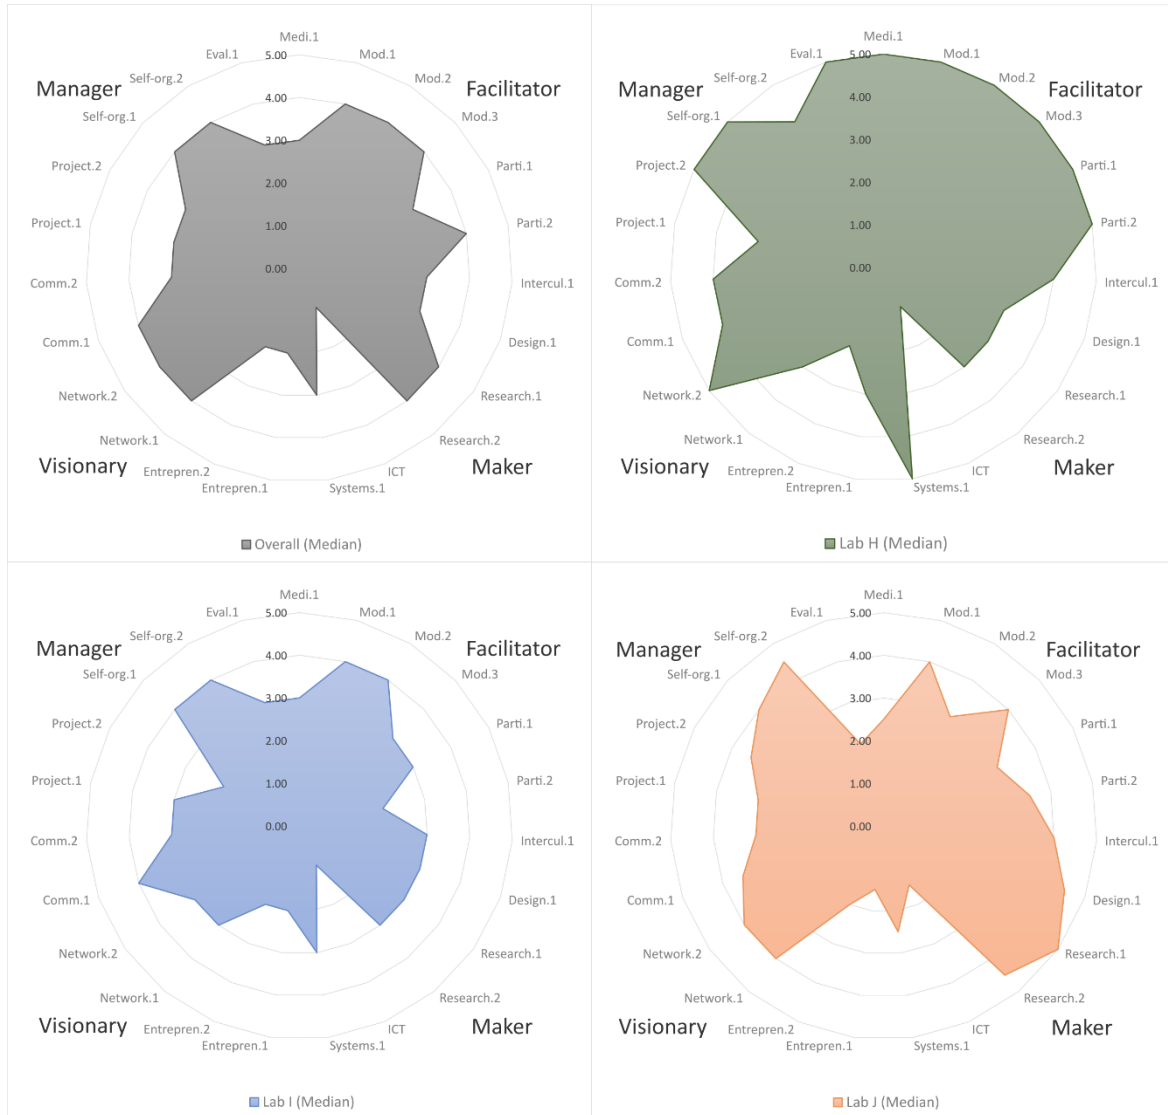 Medi.1
Eval.1
5.00
Mod.1
Self-org.2
Mod.2
Manager
4.00
Facilitator
Self-org.1
Mod.3
3.00
Project.2
Parti.1
2.00
Project.1
1.00
Parti.2
Comm.2
0.00
Intercul.1
Comm.1
Design.1
Network.2
Research.1
Network.1
Research.2
Visionary
Entrepren.2
ICT
Maker
Entrepren.1
Systems.1
Overall (Median)
Medi.1
Eval.1
5.00
Mod.1
Self-org.2
Mod.2
Manager
4.00
Facilitator
Self-org.1
Mod.3
3.00
Project.2
Parti.1
2.00
Project.1
1.00
Parti.2
Comm.2
0.00
Intercul.1
Comm.1
Design.1
Network.2
Research.1
Network.1
Research.2
Visionary
Entrepren.2
ICT
Maker
Entrepren.1
Systems.1
Lab H (Median)
Medi.1
Eval.1
5.00
Mod.1
Self-org.2
Mod.2
Manager
4.00
Facilitator
Self-org.1
Mod.3
3.00
Project.2
Parti.1
2.00
Project.1
1.00
Parti.2
Comm.2
0.00
Intercul.1
Comm.1
Design.1
Network.2
Research.1
Network.1
Research.2
Visionary
Entrepren.2
ICT
Maker
Entrepren.1
Systems.1
Lab I (Median)
Medi.1
Eval.1
5.00
Mod.1
Self-org.2
Mod.2
Manager
4.00
Facilitator
Self-org.1
Mod.3
3.00
Project.2
Parti.1
2.00
Project.1
1.00
Parti.2
Comm.2
0.00
Intercul.1
Comm.1
Design.1
Network.2
Research.1
Network.1
Research.2
Visionary
Entrepren.2
ICT
Maker
Entrepren.1
Systems.1
Lab J (Median)